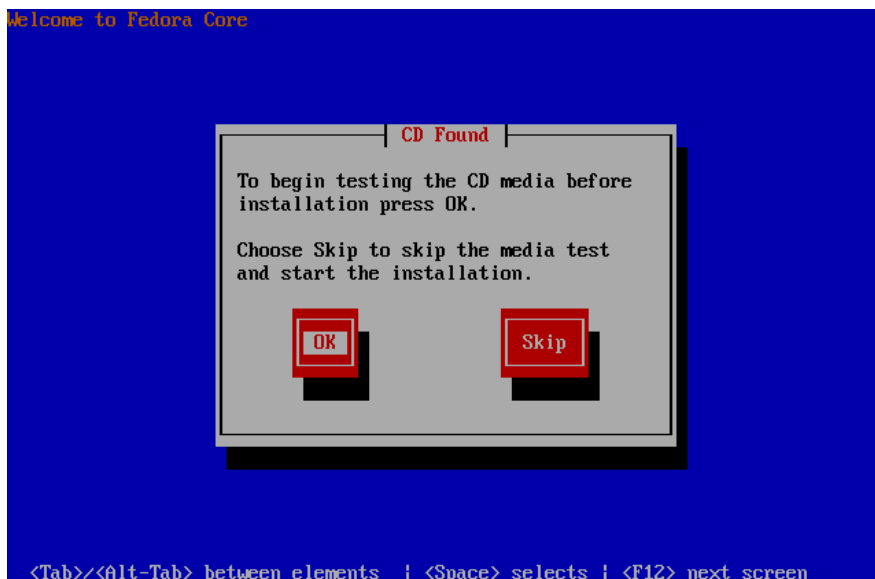 Welcome to Fedora Core
CD Found
To begin testing the CD media before
installation press OK.
Choose Skip to skip the media test
and start the installation.
OK Skip
<Tab>/<Alt-Tab> between elements | <Space> selects | <F12> next screen